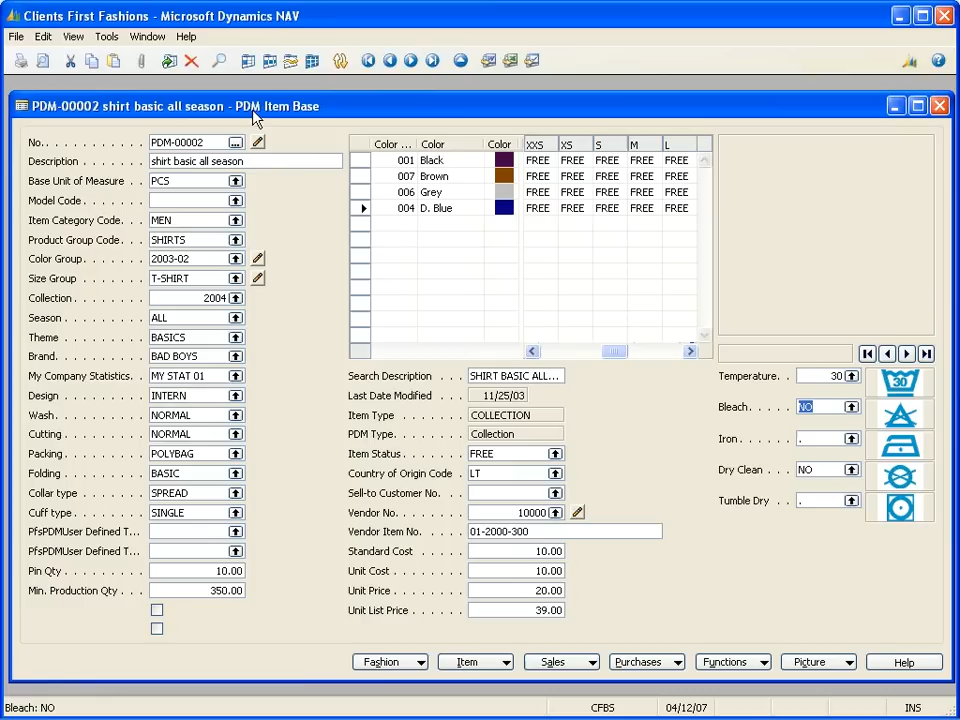 Clients First Fashions - Microsoft Dynamics NAV
File Edit View Tools Window Help
PDM-00002 shirt basic all season - PDM Item Base
No. . . . . . . . . . . PDM-00002 ...
Description . . . . . . shirt basic all season
Base Unit of Measure . . PCS
Model Code . . . . . . .
Item Category Code. . . MEN
Product Group Code. . . SHIRTS
Color Group. . . . . . . 2003-02
Size Group . . . . . . . T-SHIRT
Collection . . . . . . . 2004
Season . . . . . . . . . ALL
Theme . . . . . . . . . BASICS
Brand. . . . . . . . . . BAD BOYS
My Company Statistics. . MY STAT 01
Design . . . . . . . . . INTERN
Wash. . . . . . . . . . NORMAL
Cutting . . . . . . . . NORMAL
Packing. . . . . . . . . POLYBAG
Folding . . . . . . . . BASIC
Collar type . . . . . . SPREAD
Cuff type . . . . . . . SINGLE
PfsPDMUser Defined T...
PfsPDMUser Defined T...
Pin Qty . . . . . . . . 10.00
Min. Production Qty . . . 350.00
Color ... Color Color XXS XS S M L
001 Black FREE FREE FREE FREE FREE
007 Brown FREE FREE FREE FREE FREE
006 Grey FREE FREE FREE FREE FREE
004 D. Blue FREE FREE FREE FREE FREE
Search Description . . . SHIRT BASIC ALL...
Last Date Modified . . . 11/25/03
Item Type . . . . . . . COLLECTION
PDM Type. . . . . . . . Collection
Item Status. . . . . . . FREE
Country of Origin Code . LT
Sell-to Customer No. . .
Vendor No. . . . . . . . 10000
Vendor Item No. . . . . 01-2000-300
Standard Cost . . . . . 10.00
Unit Cost . . . . . . . 10.00
Unit Price . . . . . . . 20.00
Unit List Price . . . . 39.00
Temperature. . . 30
30
Bleach. . . . . NO
Iron . . . . . . .
Dry Clean . . . NO
Tumble Dry . . . .
Fashion Item Sales Purchases Functions Picture Help
Bleach: NO CFBS 04/12/07 INS